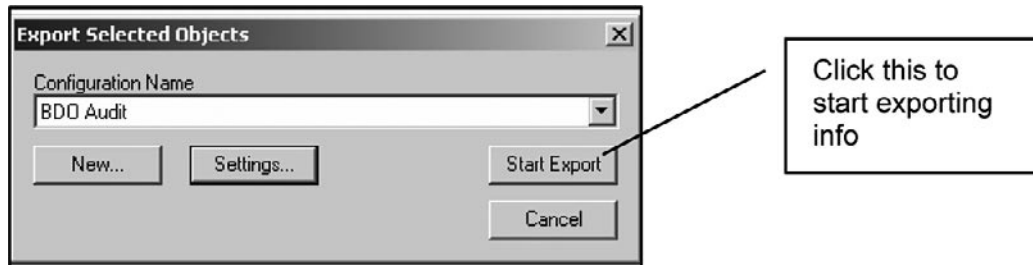 Export Selected Objects
Configuration Name
BDO Audit
New...
Settings...
Start Export
Cancel
Click this to
start exporting
info